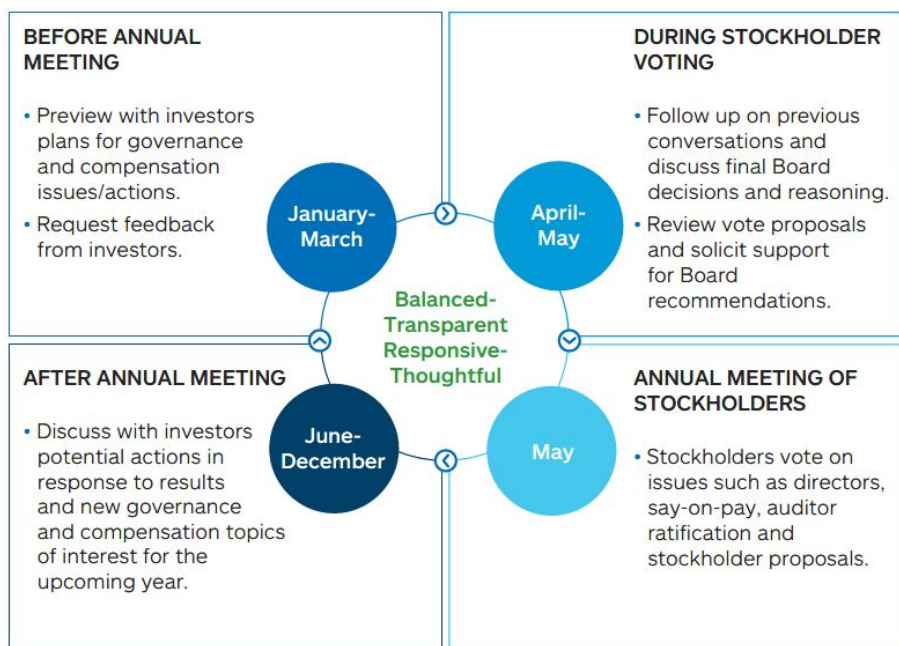 BEFORE ANNUAL
MEETING
• Preview with investors
plans for governance
and compensation
issues/actions.
• Request feedback
from investors.
January-
March
DURING STOCKHOLDER
VOTING
• Follow up on previous
conversations and
discuss final Board
decisions and reasoning.
• Review vote proposals
and solicit support
for Board
recommendations.
April-
May
Balanced-
Transparent
Responsive-
Thoughtful
AFTER ANNUAL MEETING
• Discuss with investors
potential actions in
response to results
and new governance
and compensation topics
of interest for the
upcoming year.
June-
December
ANNUAL MEETING OF
STOCKHOLDERS
• Stockholders vote on
issues such as directors,
say-on-pay, auditor
ratification and
stockholder proposals.
May